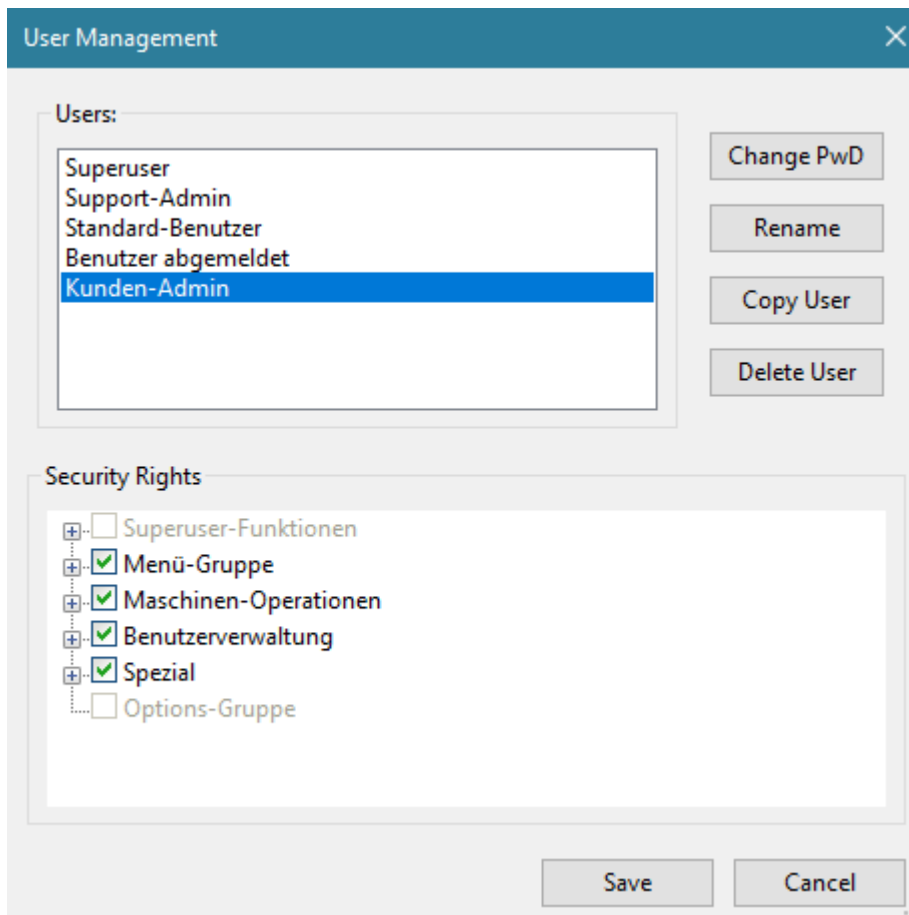 User Management
Users:
Superuser
Support-Admin
Standard-Benutzer
Benutzer abgemeldet
Kunden-Admin
Change PwD
Rename
Copy User
Delete User
Security Rights
Superuser-Funktionen
Menü-Gruppe
Maschinen-Operationen
Benutzerverwaltung
Spezial
Options-Gruppe
Save
Cancel